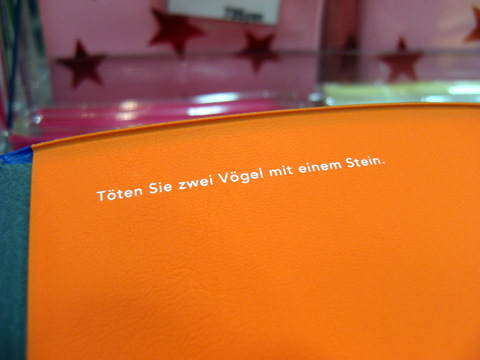 Töten Sie zwei Vögel mit einem Stein.